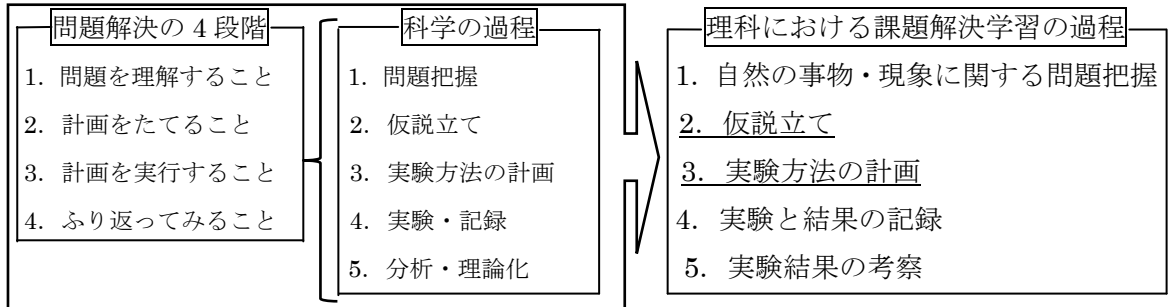 問題解決の 4 段階
1. 問題を理解すること
2. 計画をたてること
3. 計画を実行すること
4. ふり返ってみること
科学の過程
1. 問題把握
2. 仮説立て
3. 実験方法の計画
4. 実験・記録
5. 分析・理論化
理科における課題解決学習の過程
1. 自然の事物・現象に関する問題把握
2. 仮説立て
3. 実験方法の計画
4. 実験と結果の記録
5. 実験結果の考察